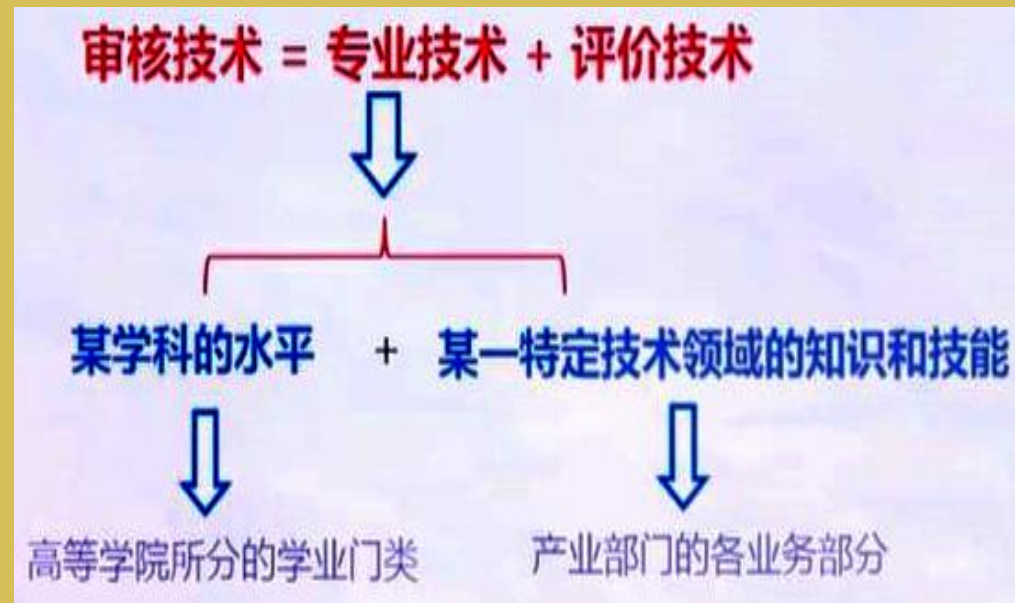 审核技术 = 专业技术 + 评价技术
某学科的水平 + 某一特定技术领域的知识和技能
高等学院所分的学业门类 产业部门的各业务部分